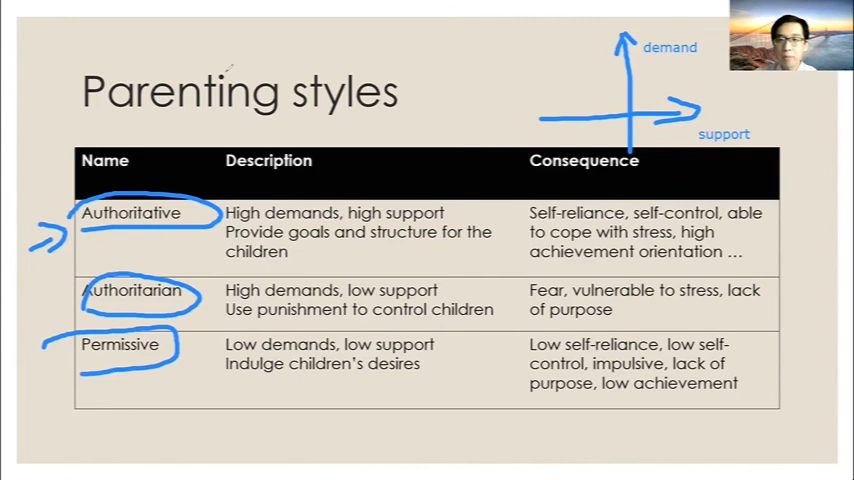 demand
Parenting styles
support
Name Description Consequence
Authoritative High demands, high support Self-reliance, self-control, able
Provide goals and structure for the to cope with stress, high
children achievement orientation ...
Authoritarian High demands, low support Fear, vulnerable to stress, lack
Use punishment to control children of purpose
Permissive Low demands, low support Low self-reliance, low self-
Indulge children's desires control, impulsive, lack of
purpose, low achievement